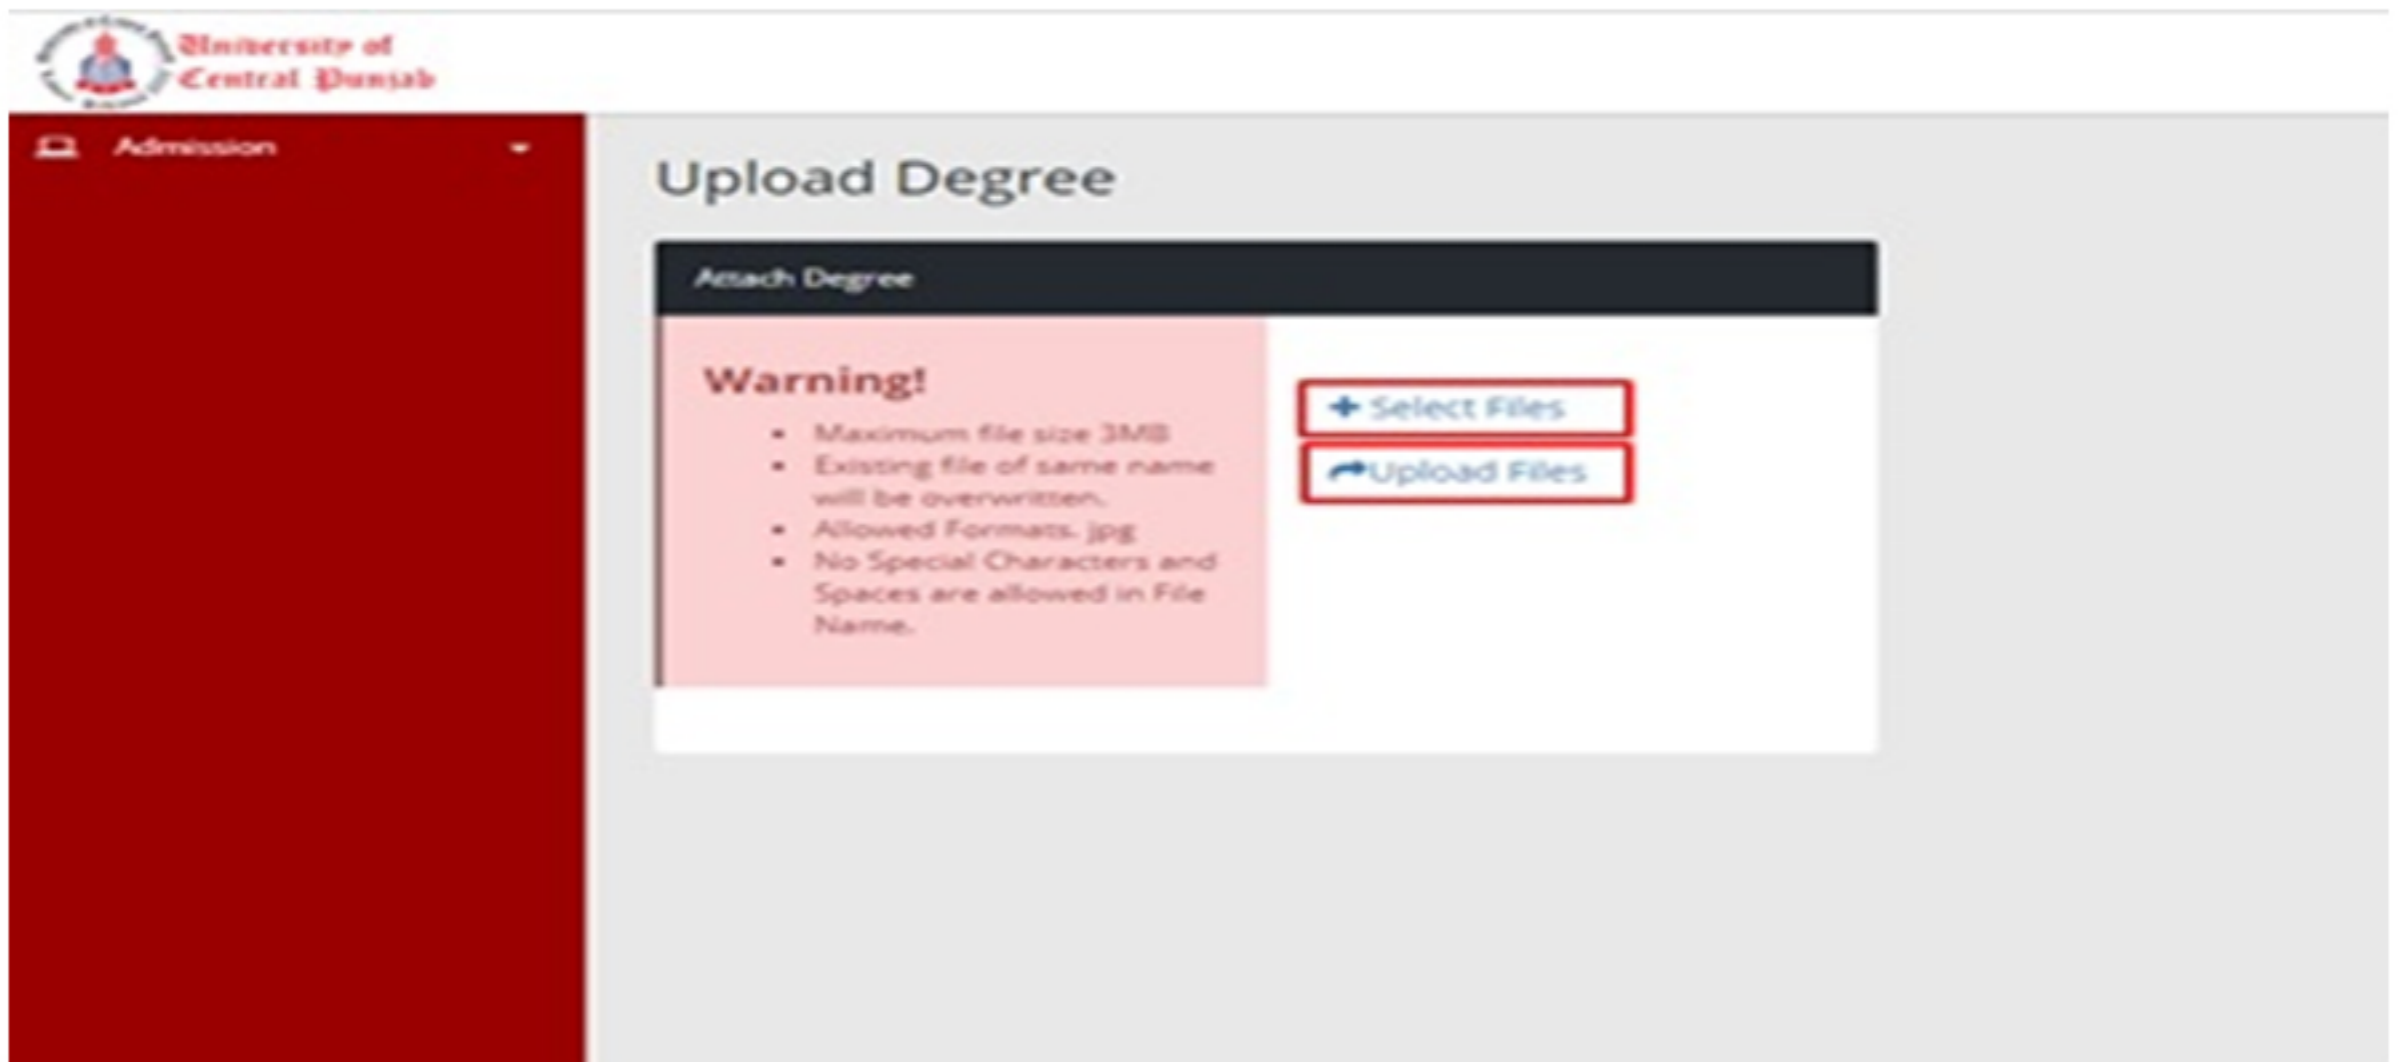 University of
Central Punjab
Admission
Upload Degree
Attach Degree
Warning!
Maximum file size 3MB
Existing file of same name
will be overwritten.
Allowed Formats. jpg
No Special Characters and
Spaces are allowed in File
Name.
Select Files
Upload Files